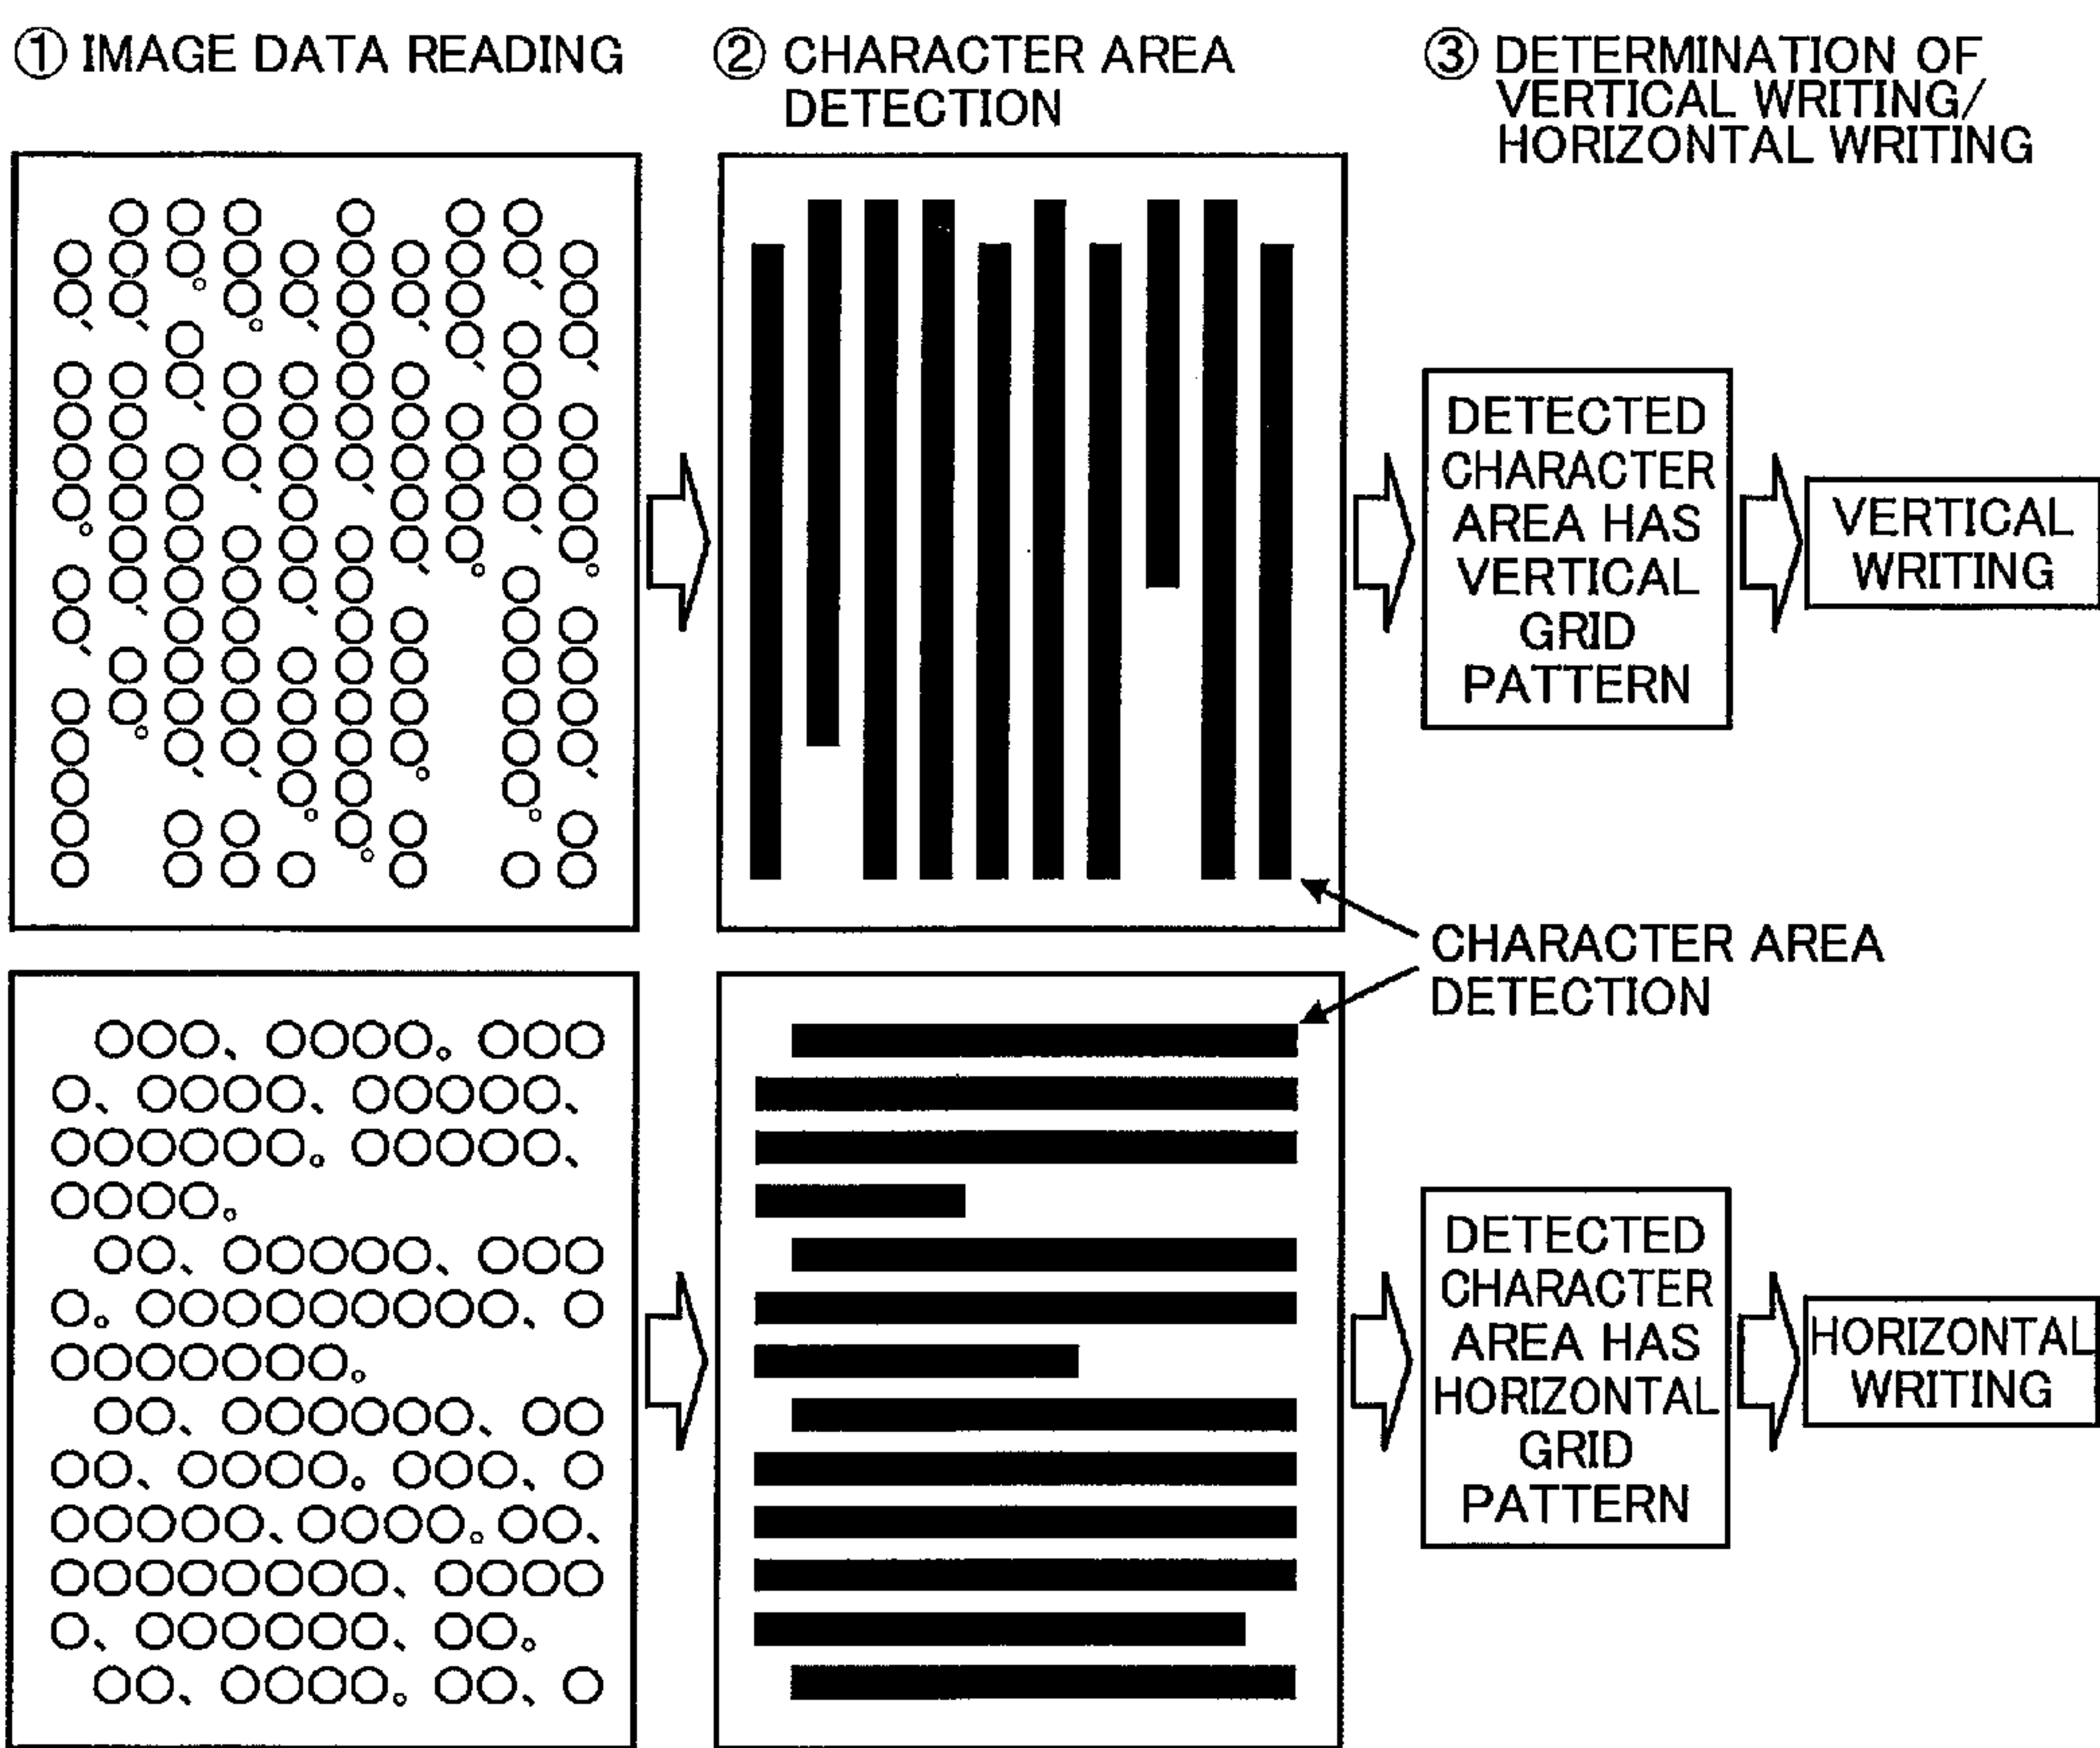 ① IMAGE DATA READING
② CHARACTER AREA
DETECTION
③ DETERMINATION OF
VERTICAL WRITING/
HORIZONTAL WRITING
DETECTED
CHARACTER
AREA HAS
VERTICAL
GRID
PATTERN
VERTICAL
WRITING
CHARACTER AREA
DETECTION
DETECTED
CHARACTER
AREA HAS
HORIZONTAL
GRID
PATTERN
HORIZONTAL
WRITING